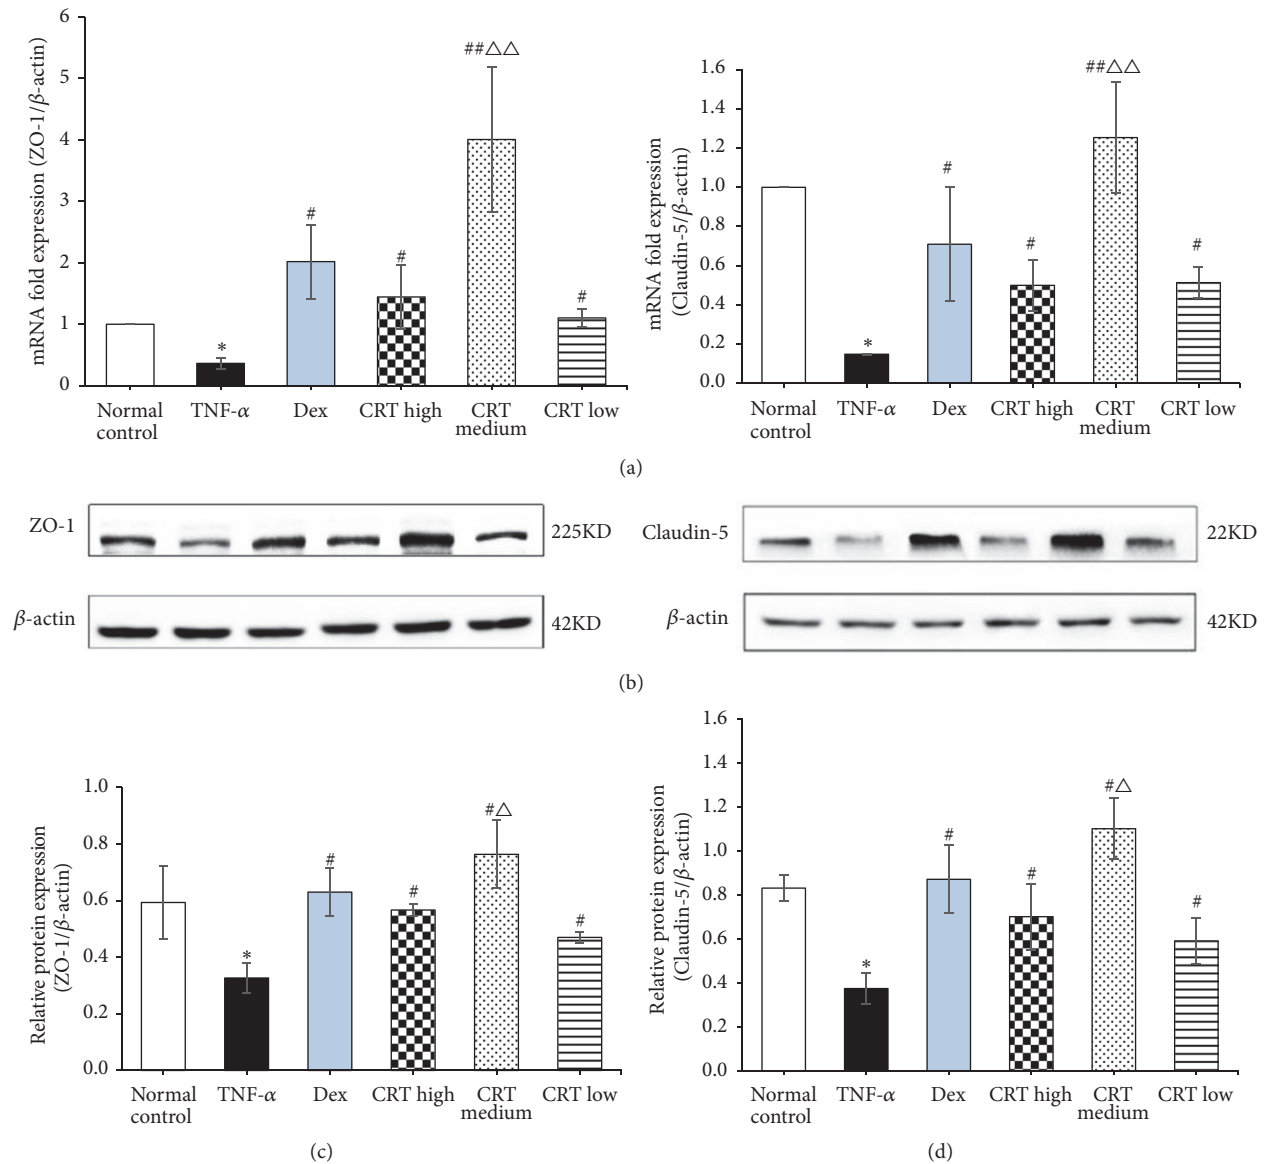 mRNA fold expression (ZO-1/β-actin)
6
5
4
3
2
1
0
##△△
#
#
#
*
Normal
control
TNF-α
Dex
CRT high
CRT
medium
CRT low
mRNA fold expression
(Claudin-5/β-actin)
1.6
1.4
1.2
1.0
0.8
0.6
0.4
0.2
0.0
##△△
#
#
#
*
Normal
control
TNF-α
Dex
CRT high
CRT
medium
CRT low
(a)
ZO-1
225KD
β-actin
42KD
Claudin-5
22KD
β-actin
42KD
(b)
Relative protein expression
(ZO-1/β-actin)
1.0
0.8
0.6
0.4
0.2
0.0
*
#
#
#△
#
Normal
control
TNF-α
Dex
CRT high
CRT
medium
CRT low
(c)
Relative protein expression
(Claudin-5/β-actin)
1.6
1.4
1.2
1.0
0.8
0.6
0.4
0.2
0.0
*
#
#
#△
#
Normal
control
TNF-α
Dex
CRT high
CRT
medium
CRT low
(d)